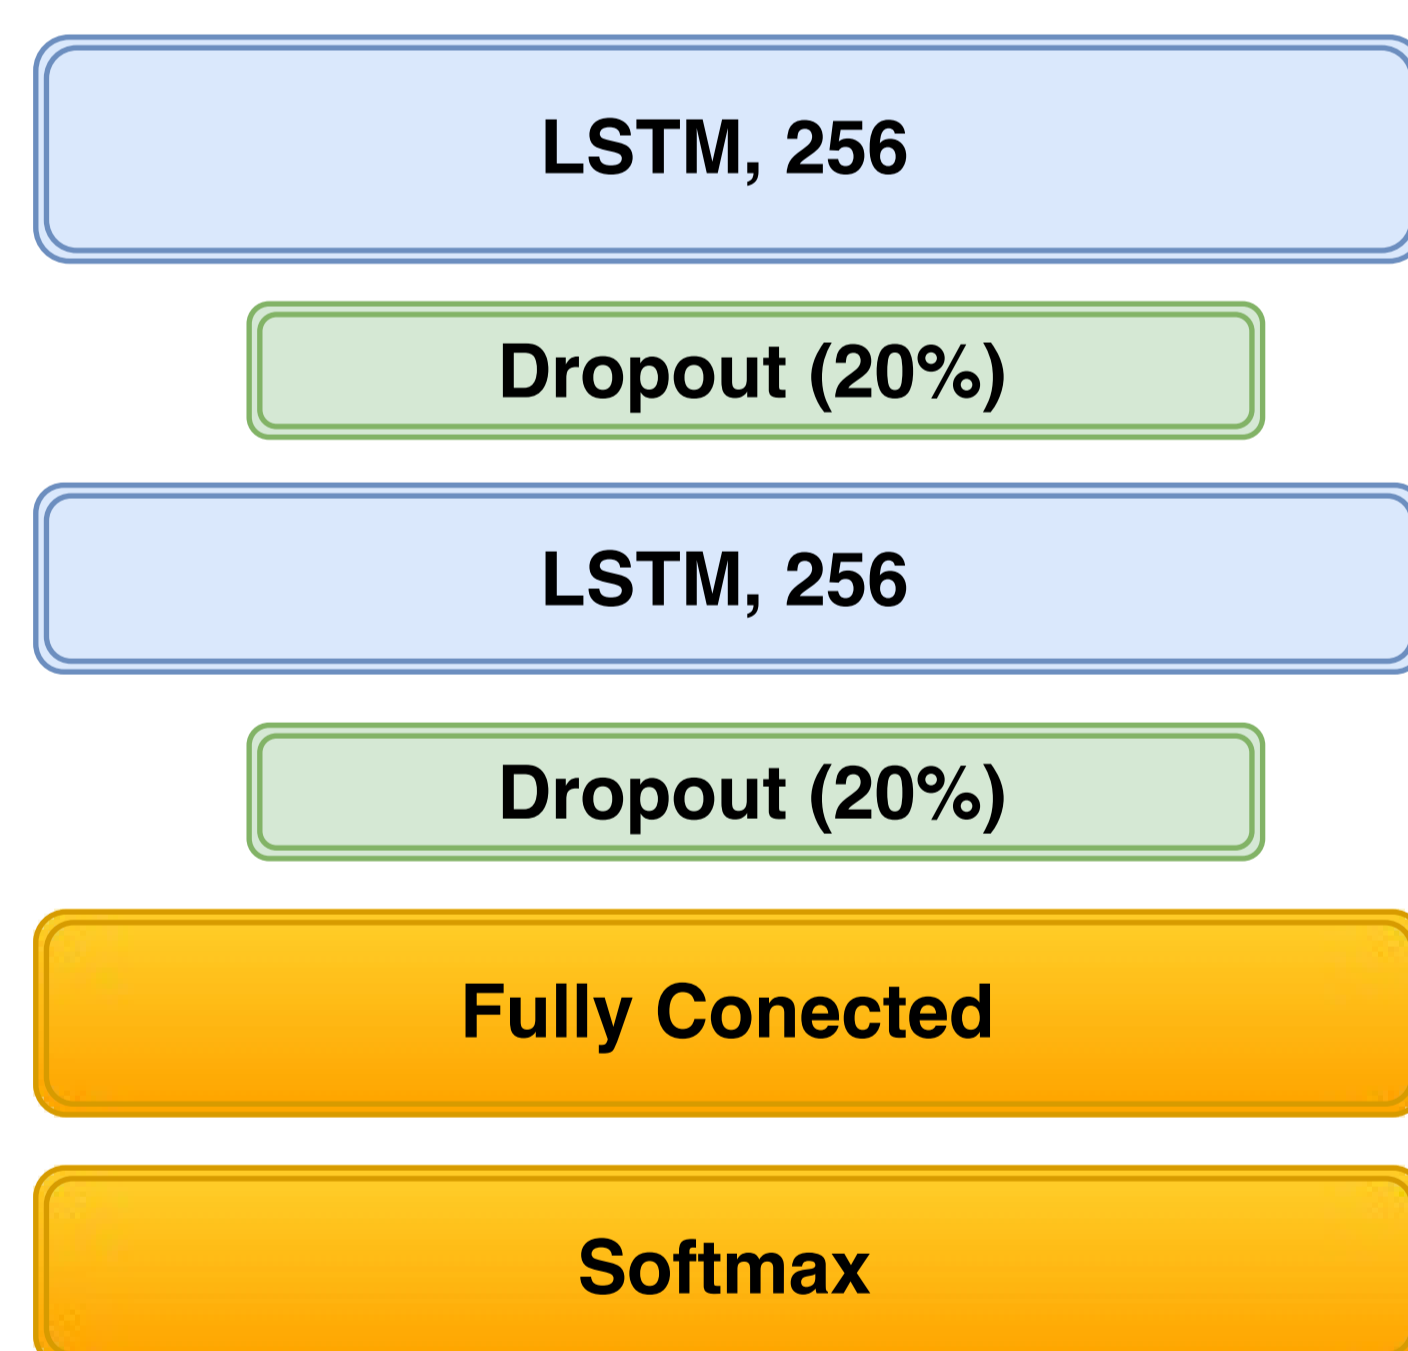 LSTM, 256
Dropout (20%)
LSTM, 256
Dropout (20%)
Fully Conected
Softmax